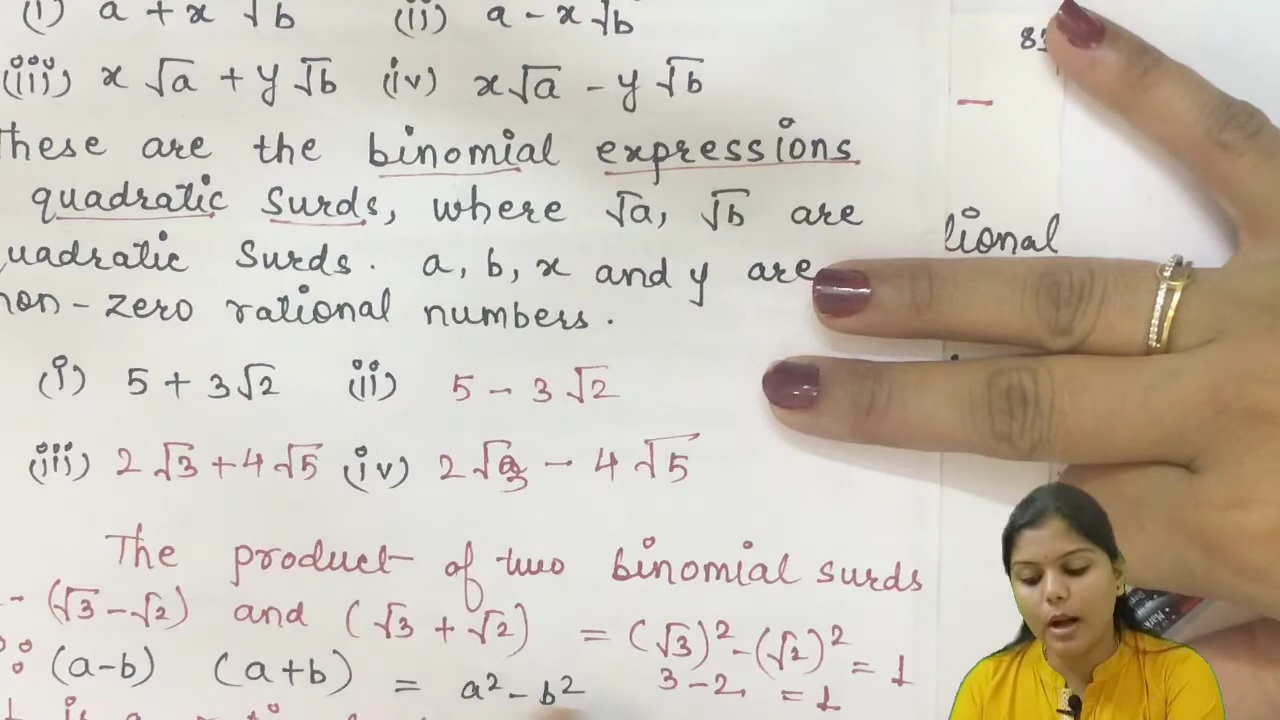 (i) a + x √b (ii) a - x √b
(iii) x √a + y √b (iv) x √a - y √b
These are the binomial expressions
quadratic surds, where √a, √b are
quadratic surds. a, b, x and y are
non-zero rational numbers.
(i) 5 + 3√2 (ii) 5 - 3√2
(iii) 2 √3 + 4 √5 (iv) 2 √3 - 4 √5
The product of two binomial surds
(√3 - √2) and (√3 + √2) = (√3)² - (√2)² = 1
∵ (a-b) (a+b) = a² - b² 3 - 2 = 1
tional